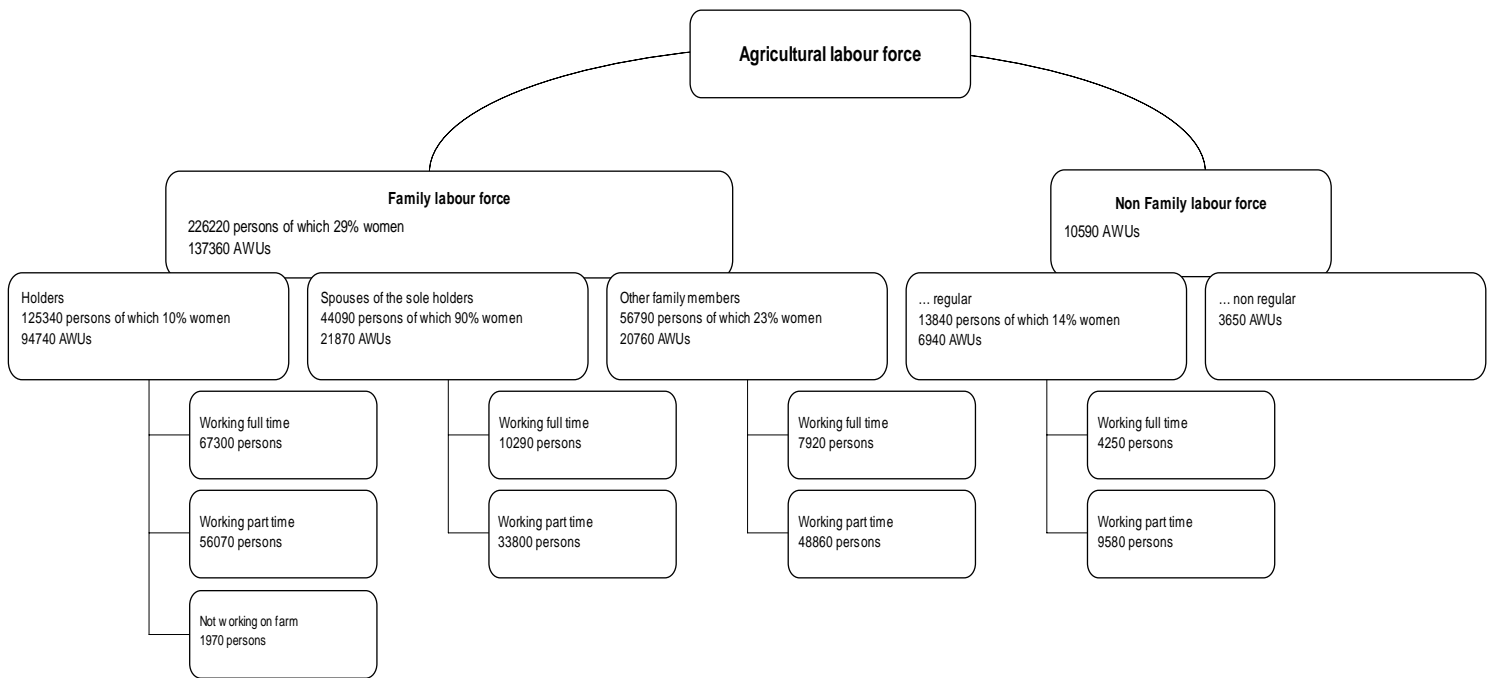 Agricultural labour force
Family labour force
226220 persons of which 29% women
137360 AWUs
Non Family labour force
10590 AWUs
Holders
125340 persons of which 10% women
94740 AWUs
Spouses of the sole holders
44090 persons of which 90% women
21870 AWUs
Other family members
56790 persons of which 23% women
20760 AWUs
... regular
13840 persons of which 14% women
6940 AWUs
... non regular
3650 AWUs
Working full time
67300 persons
Working full time
10290 persons
Working full time
7920 persons
Working full time
4250 persons
Working part time
56070 persons
Working part time
33800 persons
Working part time
48860 persons
Working part time
9580 persons
Not working on farm
1970 persons